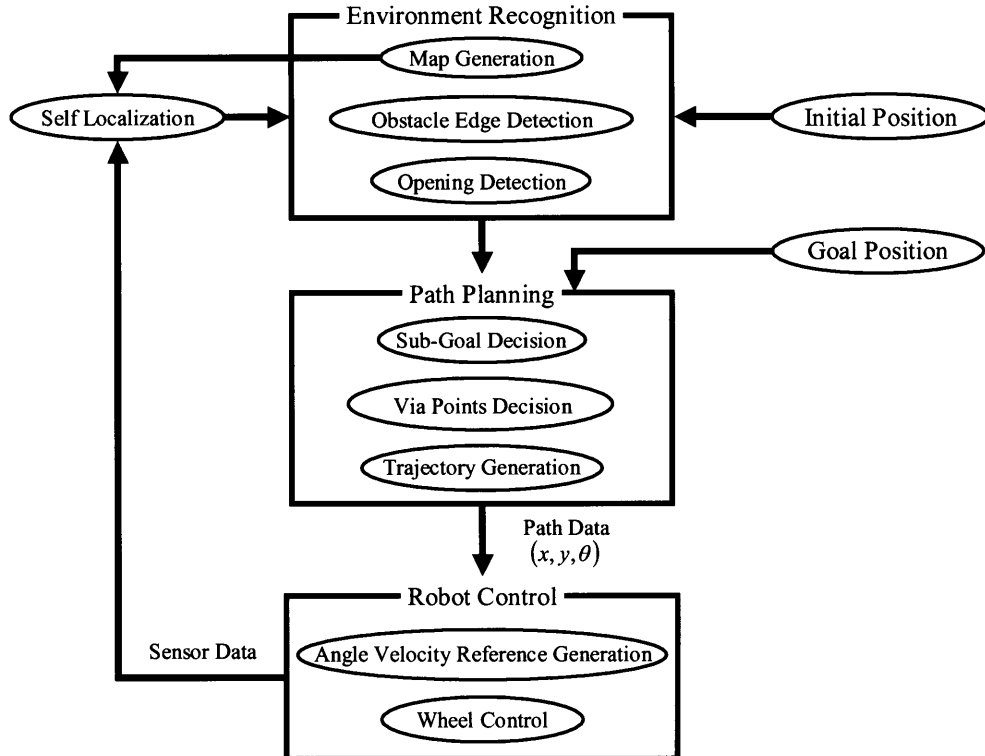 Environment Recognition
Map Generation
Self Localization
Obstacle Edge Detection
Initial Position
Opening Detection
Goal Position
Path Planning
Sub-Goal Decision
Via Points Decision
Trajectory Generation
Path Data
(x, y, θ)
Robot Control
Sensor Data
Angle Velocity Reference Generation
Wheel Control